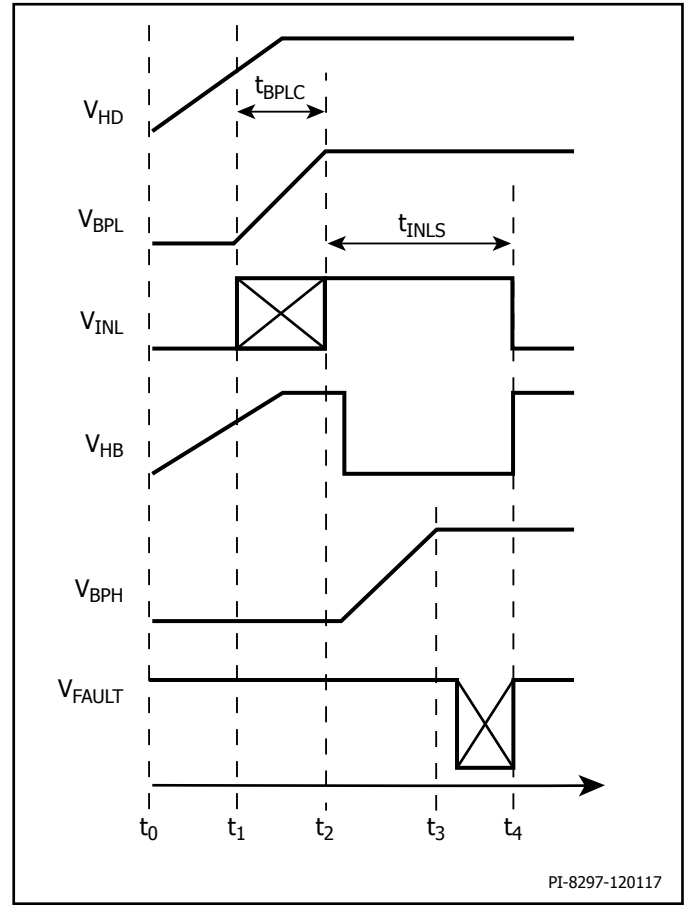 V_HD
t_BPLC
V_BPL
t_INLS
V_INL
V_HB
V_BPH
V_FAULT
t_0 t_1 t_2 t_3 t_4
PI-8297-120117